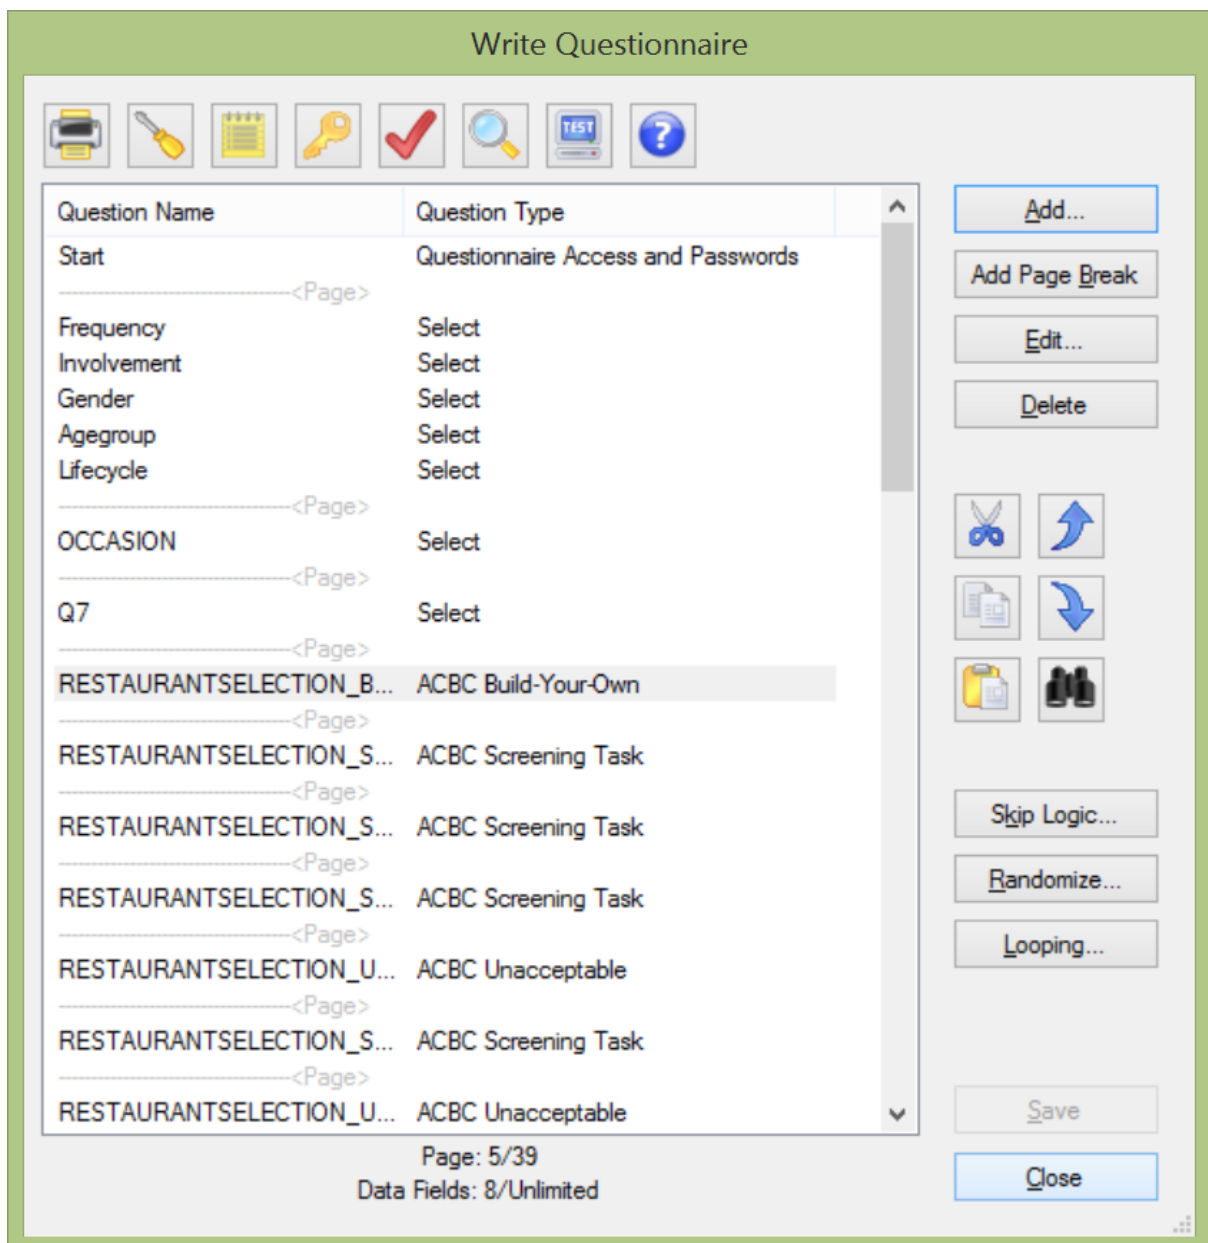 Write Questionnaire
TEST
?
Question Name Question Type
Start Questionnaire Access and Passwords
<Page>
Frequency Select
Involvement Select
Gender Select
Agegroup Select
Lifecycle Select
<Page>
OCCASION Select
<Page>
Q7 Select
<Page>
RESTAURANTSELECTION_B... ACBC Build-Your-Own
<Page>
RESTAURANTSELECTION_S... ACBC Screening Task
<Page>
RESTAURANTSELECTION_S... ACBC Screening Task
<Page>
RESTAURANTSELECTION_S... ACBC Screening Task
<Page>
RESTAURANTSELECTION_U... ACBC Unacceptable
<Page>
RESTAURANTSELECTION_S... ACBC Screening Task
<Page>
RESTAURANTSELECTION_U... ACBC Unacceptable
Page: 5/39
Data Fields: 8/Unlimited
Add...
Add Page Break
Edit...
Delete
Skip Logic...
Randomize...
Looping...
Save
Close